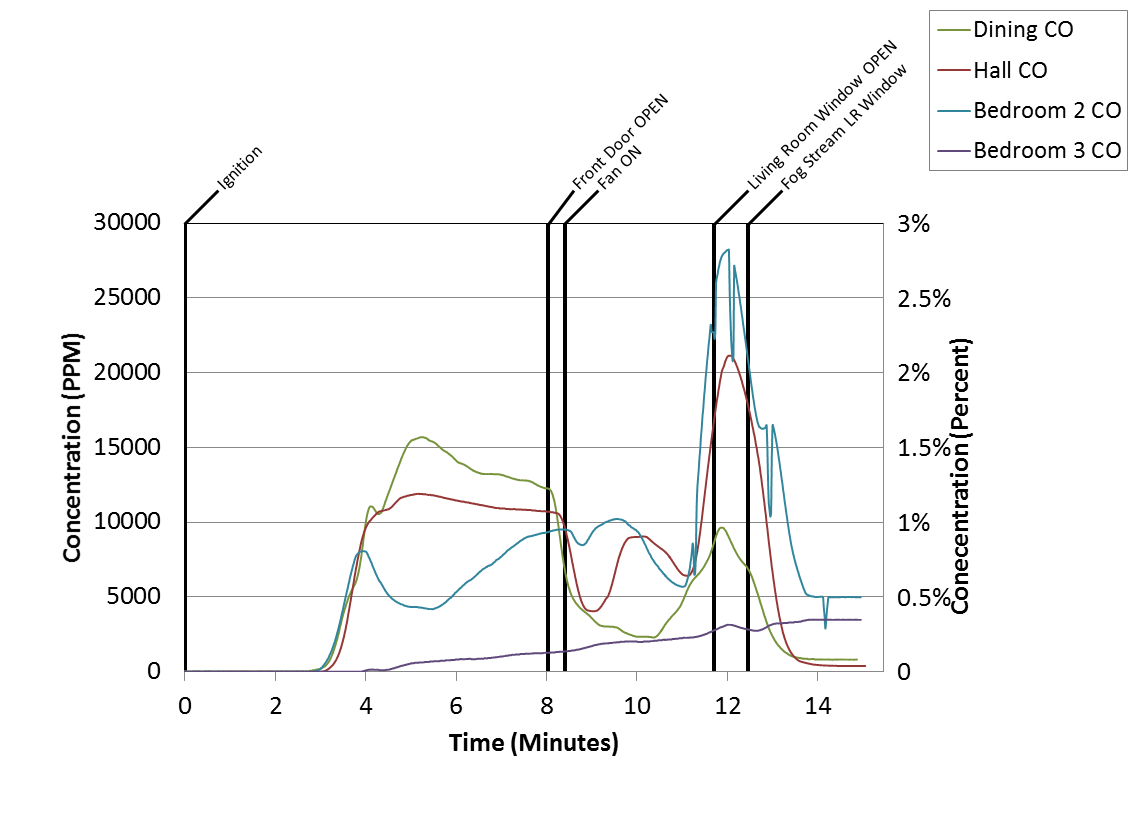 Dining CO
Hall CO
Bedroom 2 CO
Bedroom 3 CO
Ignition
Front Door OPEN
Fan ON
Living Room Window OPEN
Fog Stream LR Window
30000
25000
20000
15000
10000
5000
0
Concentration (PPM)
3%
2.5%
2%
1.5%
1%
0.5%
0
Conecentration (Percent)
0 2 4 6 8 10 12 14
Time (Minutes)